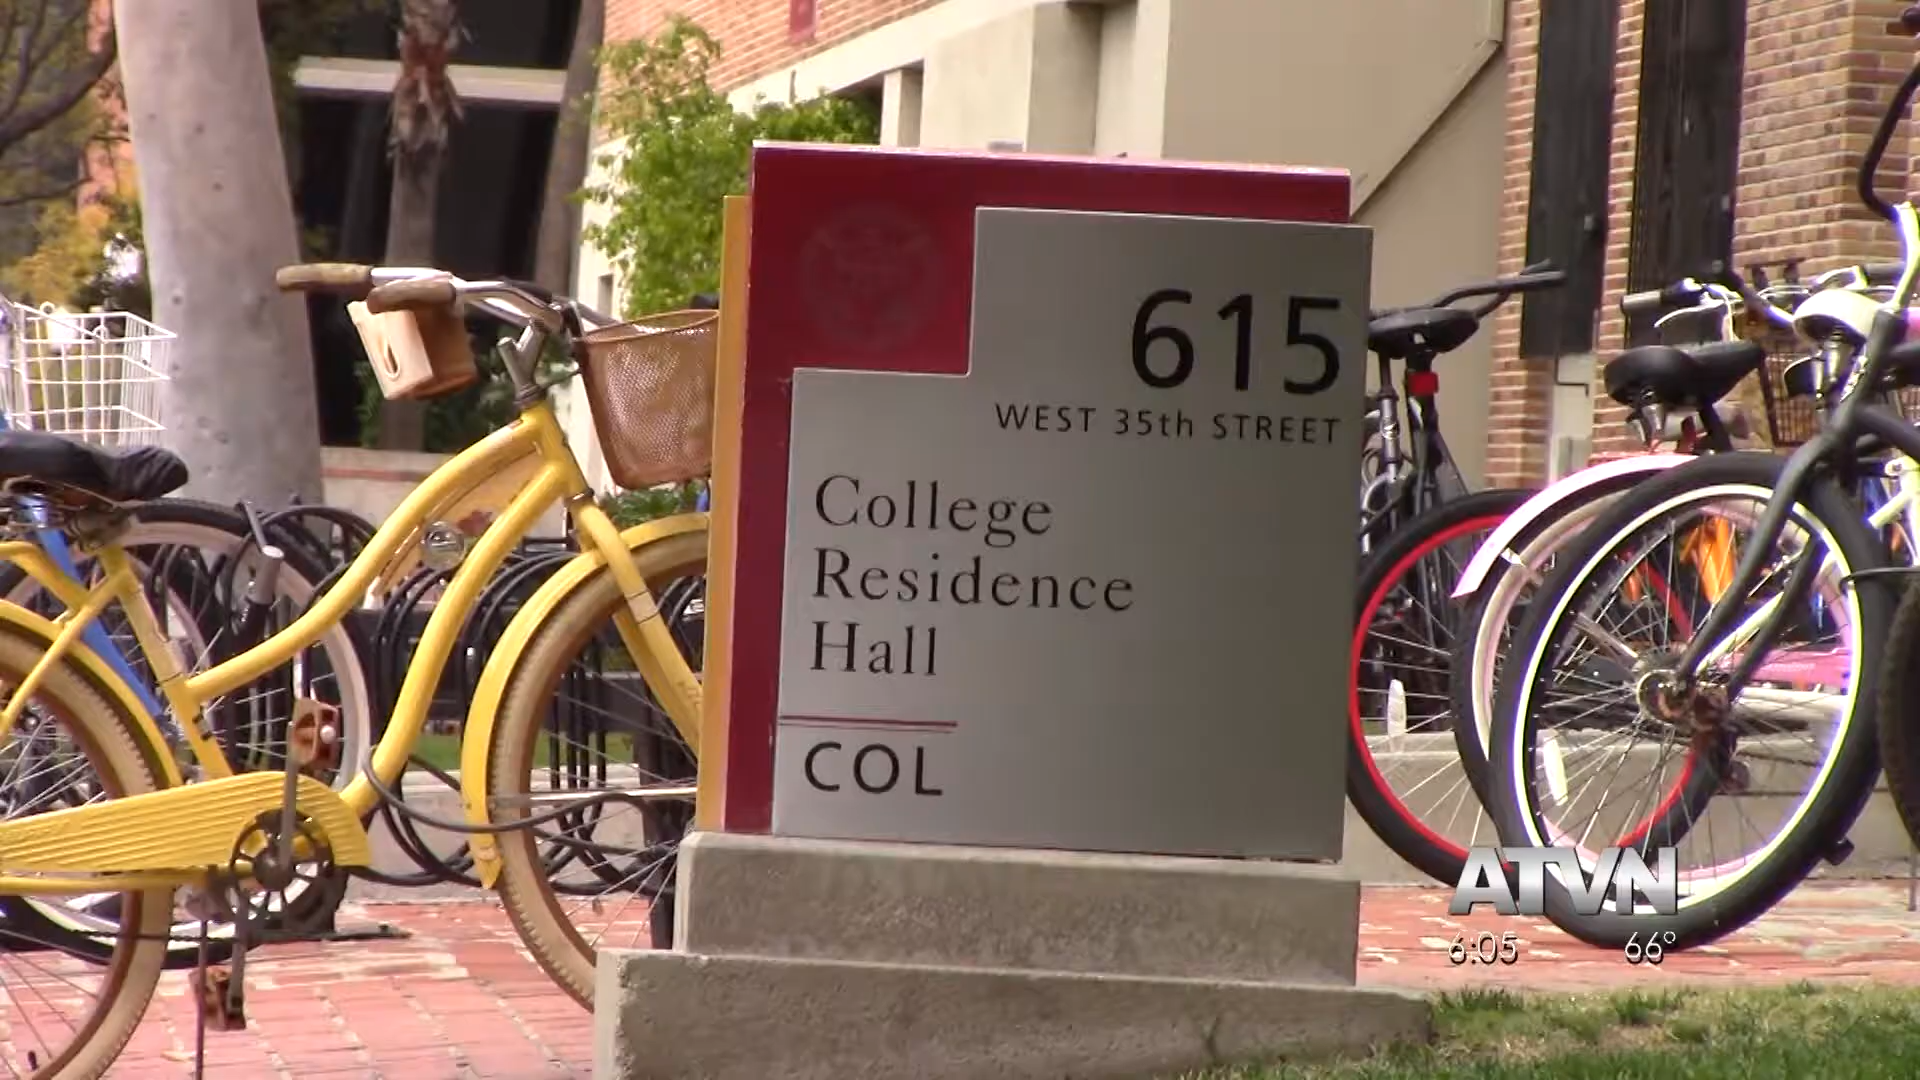 615
WEST 35th STREET
College
Residence
Hall
COL
ATVN
6:05 66°